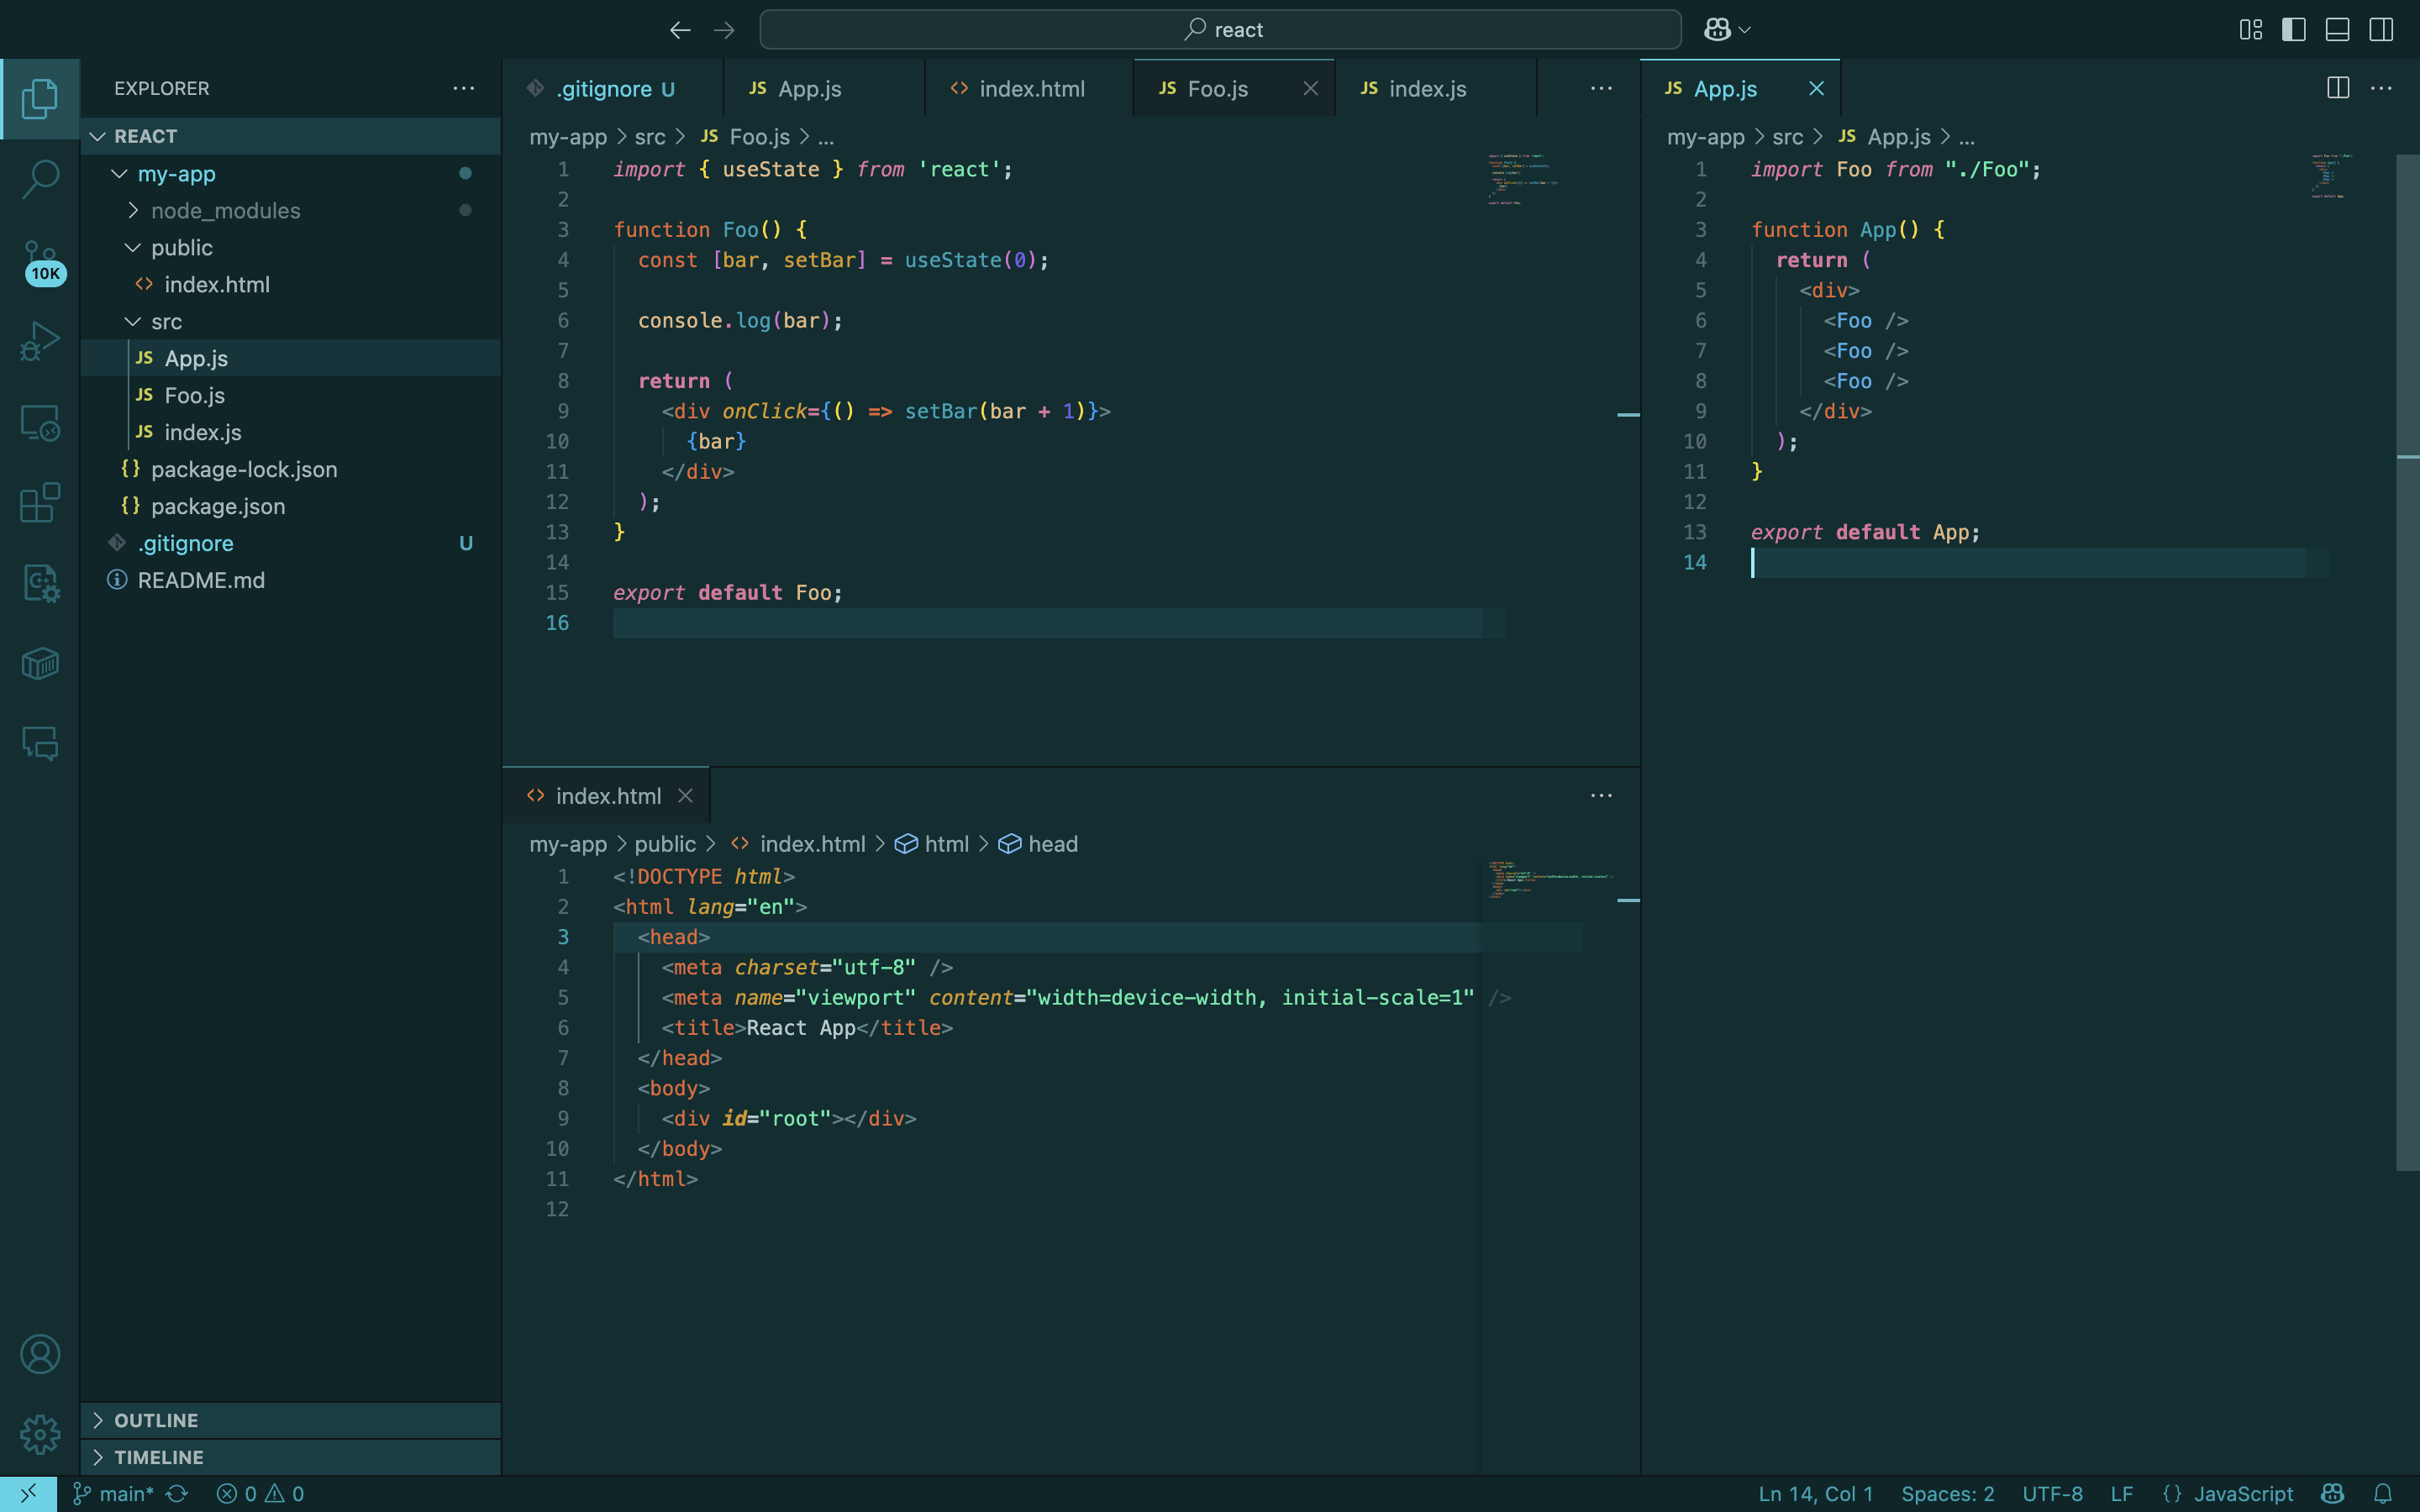 react
EXPLORER
REACT
my-app
node_modules
public
index.html
src
JS App.js
JS Foo.js
JS index.js
{} package-lock.json
{} package.json
.gitignore U
README.md
10K
OUTLINE
TIMELINE
.gitignore U
JS App.js
index.html
JS Foo.js
JS index.js
my-app > src > JS Foo.js > ...
1 import { useState } from 'react';
2
3 function Foo() {
4 const [bar, setBar] = useState(0);
5
6 console.log(bar);
7
8 return (
9 <div onClick={() => setBar(bar + 1)}>
10 {bar}
11 </div>
12 );
13 }
14
15 export default Foo;
16
index.html
my-app > public > index.html > html > head
1 <!DOCTYPE html>
2 <html lang="en">
3 <head>
4 <meta charset="utf-8" />
5 <meta name="viewport" content="width=device-width, initial-scale=1" />
6 <title>React App</title>
7 </head>
8 <body>
9 <div id="root"></div>
10 </body>
11 </html>
12
JS App.js
my-app > src > JS App.js > ...
1 import Foo from "./Foo";
2
3 function App() {
4 return (
5 <div>
6 <Foo />
7 <Foo />
8 <Foo />
9 </div>
10 );
11 }
12
13 export default App;
14
main* 0 0 Ln 14, Col 1 Spaces: 2 UTF-8 LF {} JavaScript